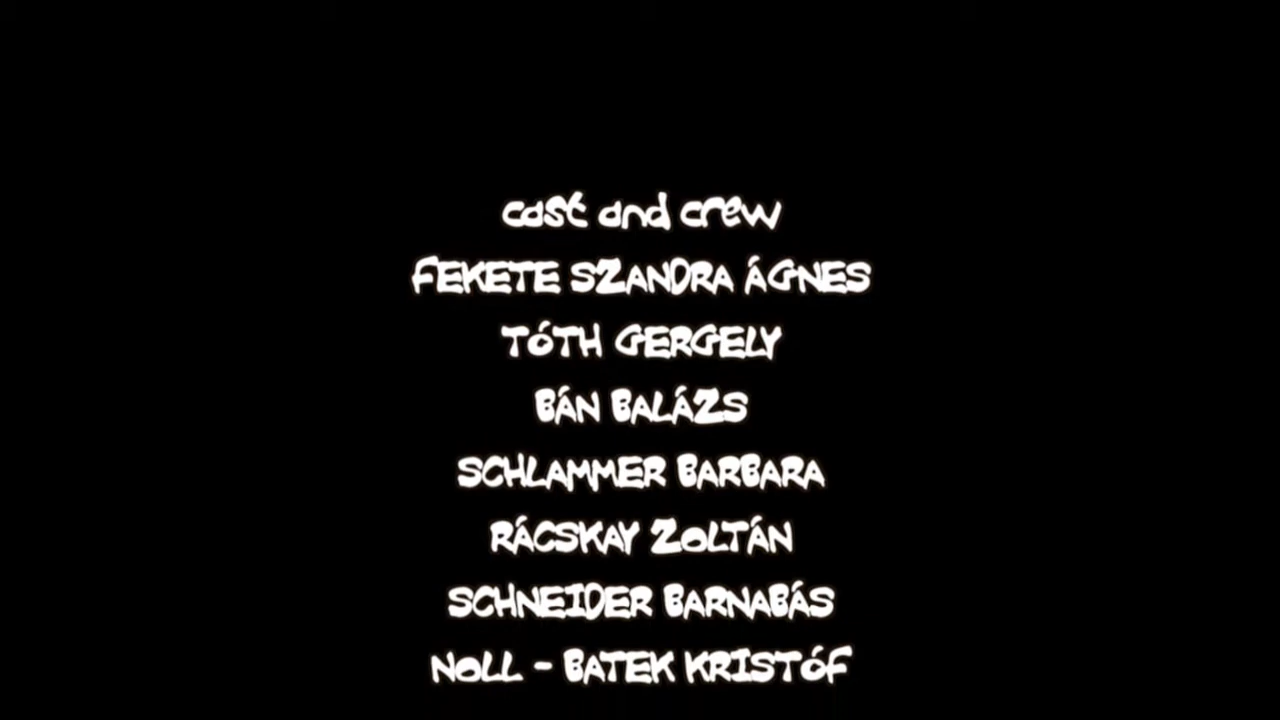 cast and crew
FEKETE SZANDRA ÁGNES
TÓTH GERGELY
BÁN BALÁZS
SCHLAMMER BARBARA
RÁCSKAY ZOLTÁN
SCHNEIDER BARNABÁS
NOLL - BATEK KRISTÓF